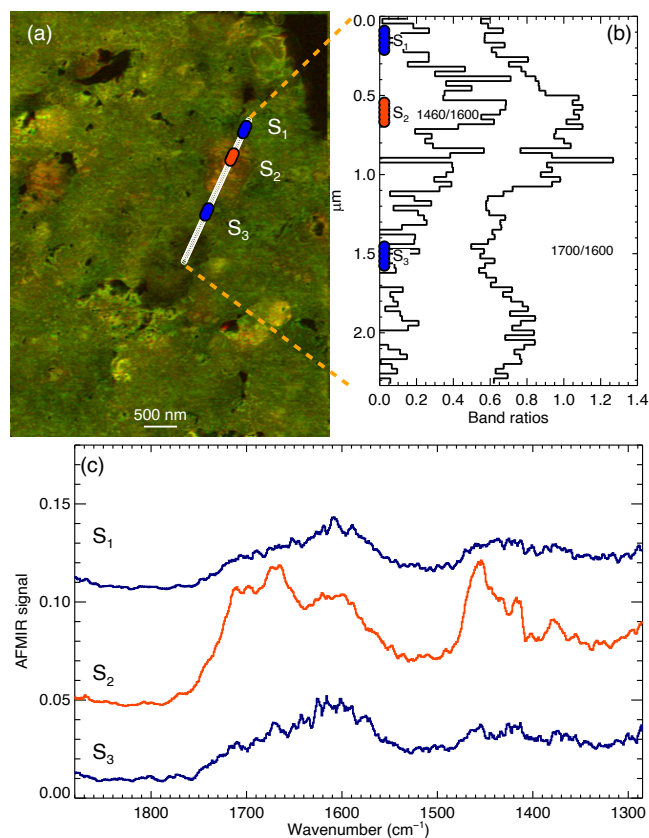 (a)
S1
S2
S3
500 nm
(b)
0.0
0.5
1.0
1.5
2.0
µm
S1
S2
1460/1600
S3
1700/1600
0.0 0.2 0.4 0.6 0.8 1.0 1.2 1.4
Band ratios
(c)
0.15
0.10
0.05
0.00
AFMIR signal
S1
S2
S3
1800 1700 1600 1500 1400 1300
Wavenumber (cm⁻¹)